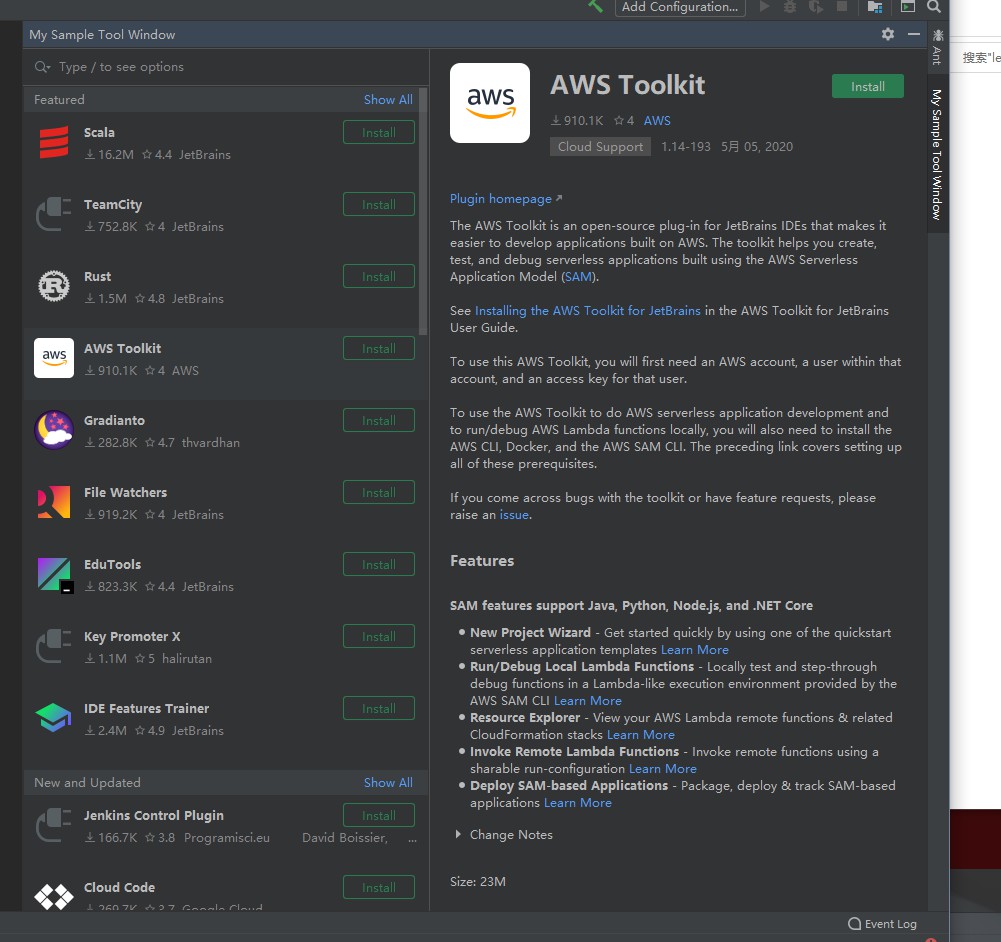 Add Configuration...
My Sample Tool Window
Type / to see options
Featured
Show All
Scala
Install
16.2M 4.4 JetBrains
TeamCity
Install
752.8K 4 JetBrains
Rust
Install
1.5M 4.8 JetBrains
aws
AWS Toolkit
Install
910.1K 4 AWS
Gradianto
Install
282.8K 4.7 thvardhan
File Watchers
Install
919.2K 4 JetBrains
EduTools
Install
823.3K 4.4 JetBrains
Key Promoter X
Install
1.1M 5 halirutan
IDE Features Trainer
Install
2.4M 4.9 JetBrains
New and Updated
Show All
Jenkins Control Plugin
Install
166.7K 3.8 Programisci.eu David Boissier, ...
Cloud Code
Install
269.7K 3.7 Google Cloud
aws
AWS Toolkit
Install
910.1K 4 AWS
Cloud Support 1.14-193 5月 05, 2020
Plugin homepage
The AWS Toolkit is an open-source plug-in for JetBrains IDEs that makes it
easier to develop applications built on AWS. The toolkit helps you create,
test, and debug serverless applications built using the AWS Serverless
Application Model (SAM).
See Installing the AWS Toolkit for JetBrains in the AWS Toolkit for JetBrains
User Guide.
To use this AWS Toolkit, you will first need an AWS account, a user within that
account, and an access key for that user.
To use the AWS Toolkit to do AWS serverless application development and
to run/debug AWS Lambda functions locally, you will also need to install the
AWS CLI, Docker, and the AWS SAM CLI. The preceding link covers setting up
all of these prerequisites.
If you come across bugs with the toolkit or have feature requests, please
raise an issue.
Features
SAM features support Java, Python, Node.js, and .NET Core
New Project Wizard - Get started quickly by using one of the quickstart
serverless application templates Learn More
Run/Debug Local Lambda Functions - Locally test and step-through
debug functions in a Lambda-like execution environment provided by the
AWS SAM CLI Learn More
Resource Explorer - View your AWS Lambda remote functions & related
CloudFormation stacks Learn More
Invoke Remote Lambda Functions - Invoke remote functions using a
sharable run-configuration Learn More
Deploy SAM-based Applications - Package, deploy & track SAM-based
applications Learn More
Change Notes
Size: 23M
Ant
My Sample Tool Window
搜索"le
Event Log